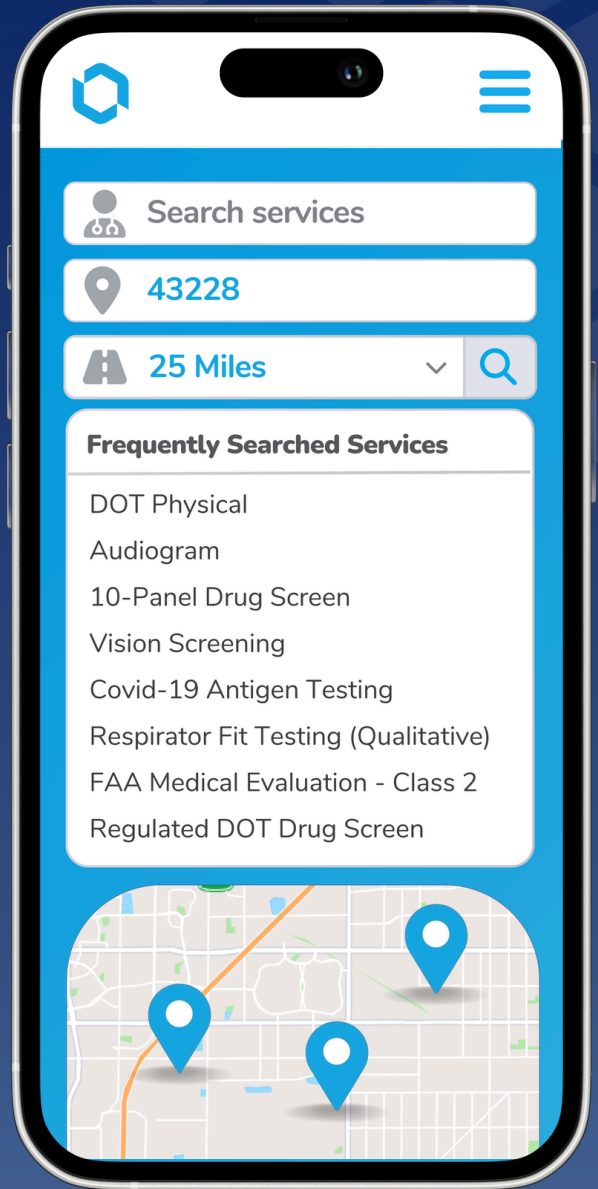 Search services
43228
25 Miles
Frequently Searched Services
DOT Physical
Audiogram
10-Panel Drug Screen
Vision Screening
Covid-19 Antigen Testing
Respirator Fit Testing (Qualitative)
FAA Medical Evaluation - Class 2
Regulated DOT Drug Screen